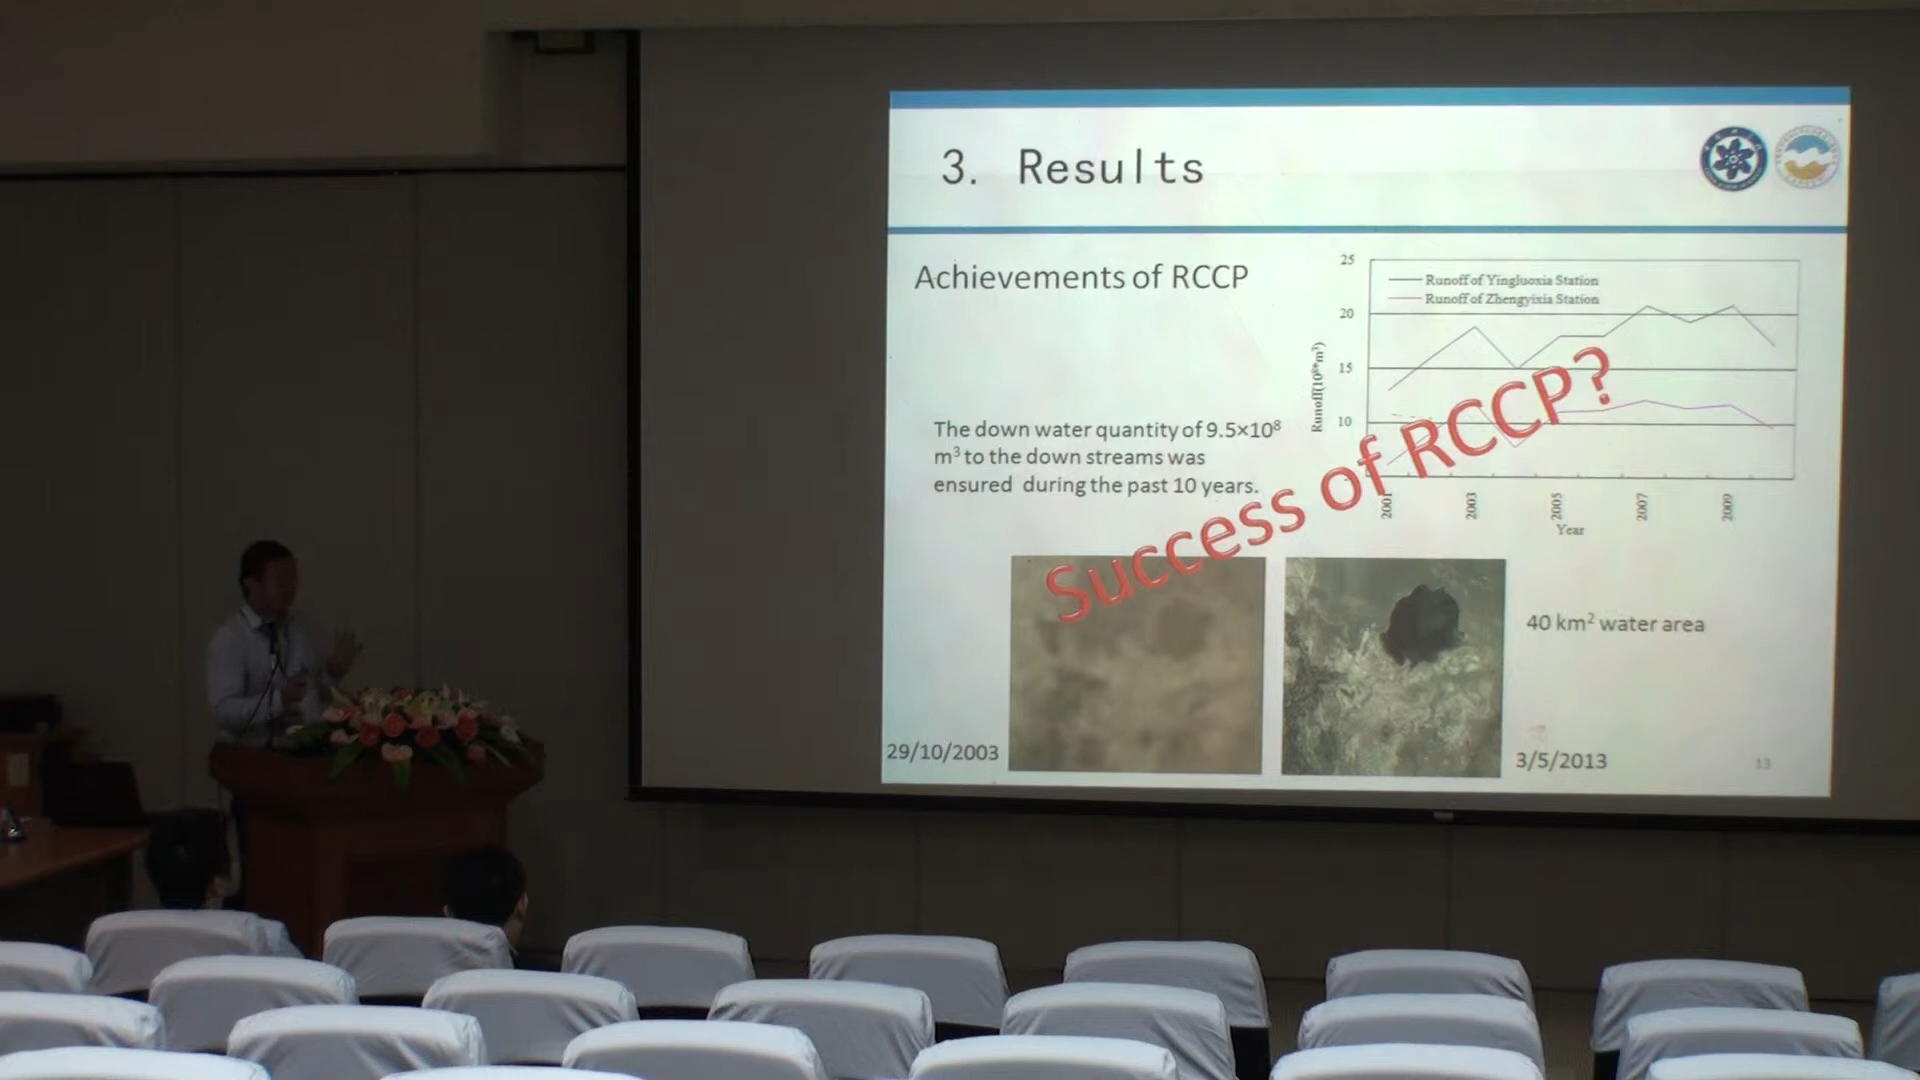 3. Results
Achievements of RCCP
The down water quantity of 9.5×10⁸
m³ to the down streams was
ensured during the past 10 years.
25
20
15
10
Runoff of Yingluoxia Station
Runoff of Zhengyixia Station
2001
2003
2005
2007
2009
Year
Success of RCCP?
40 km² water area
29/10/2003
3/5/2013
13